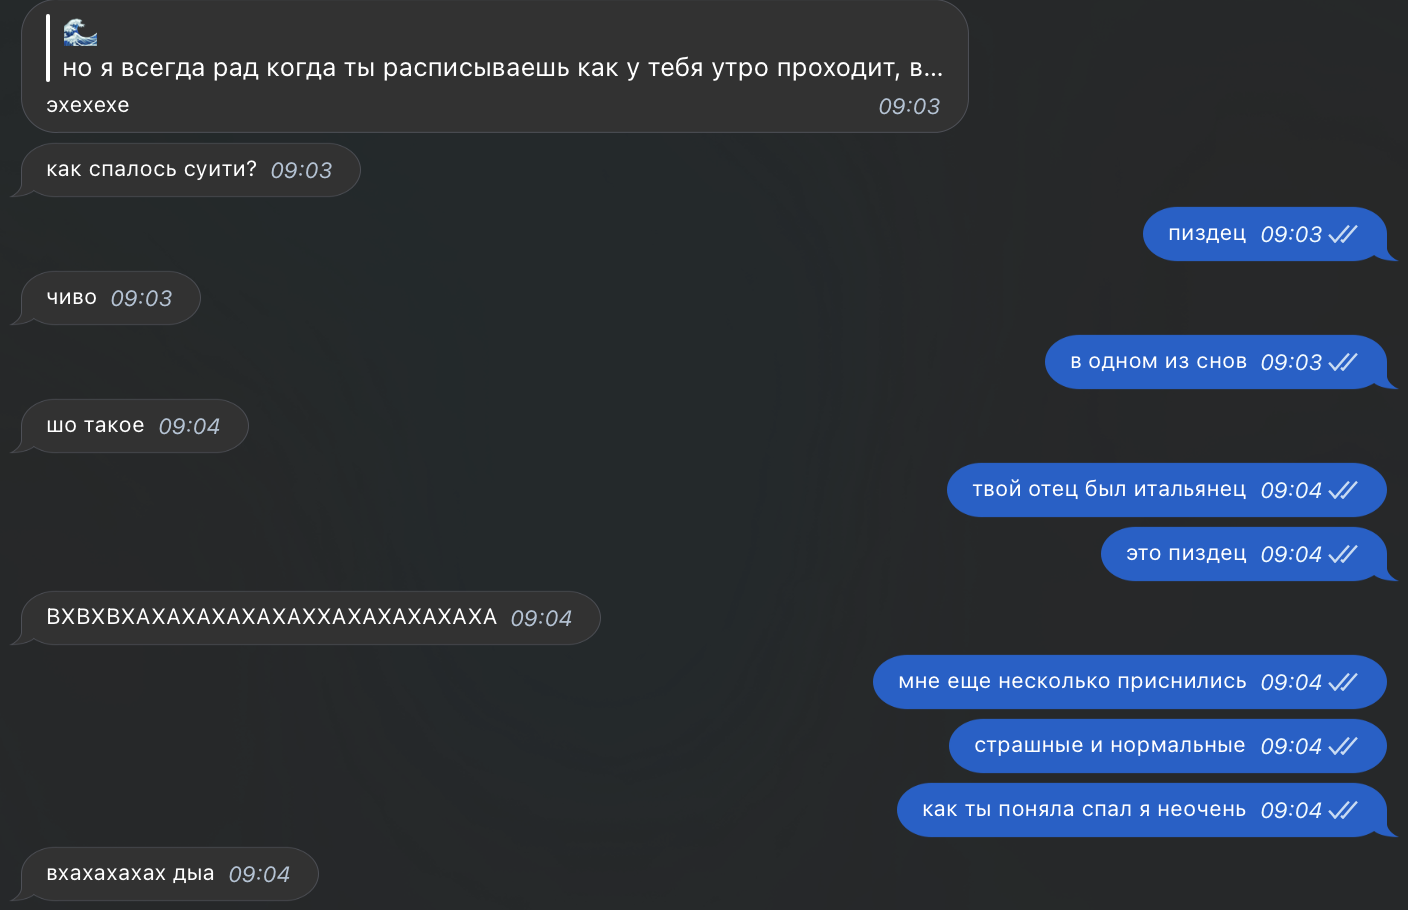 🌊
но я всегда рад когда ты расписываешь как у тебя утро проходит, в...
эхехехе 09:03
как спалось суити? 09:03
пиздец 09:03
чиво 09:03
в одном из снов 09:03
шо такое 09:04
твой отец был итальянец 09:04
это пиздец 09:04
ВХВХВХАХАХАХАХАХАХХАХАХАХАХАХА 09:04
мне еще несколько приснились 09:04
страшные и нормальные 09:04
как ты поняла спал я неочень 09:04
вхахахахах дыа 09:04